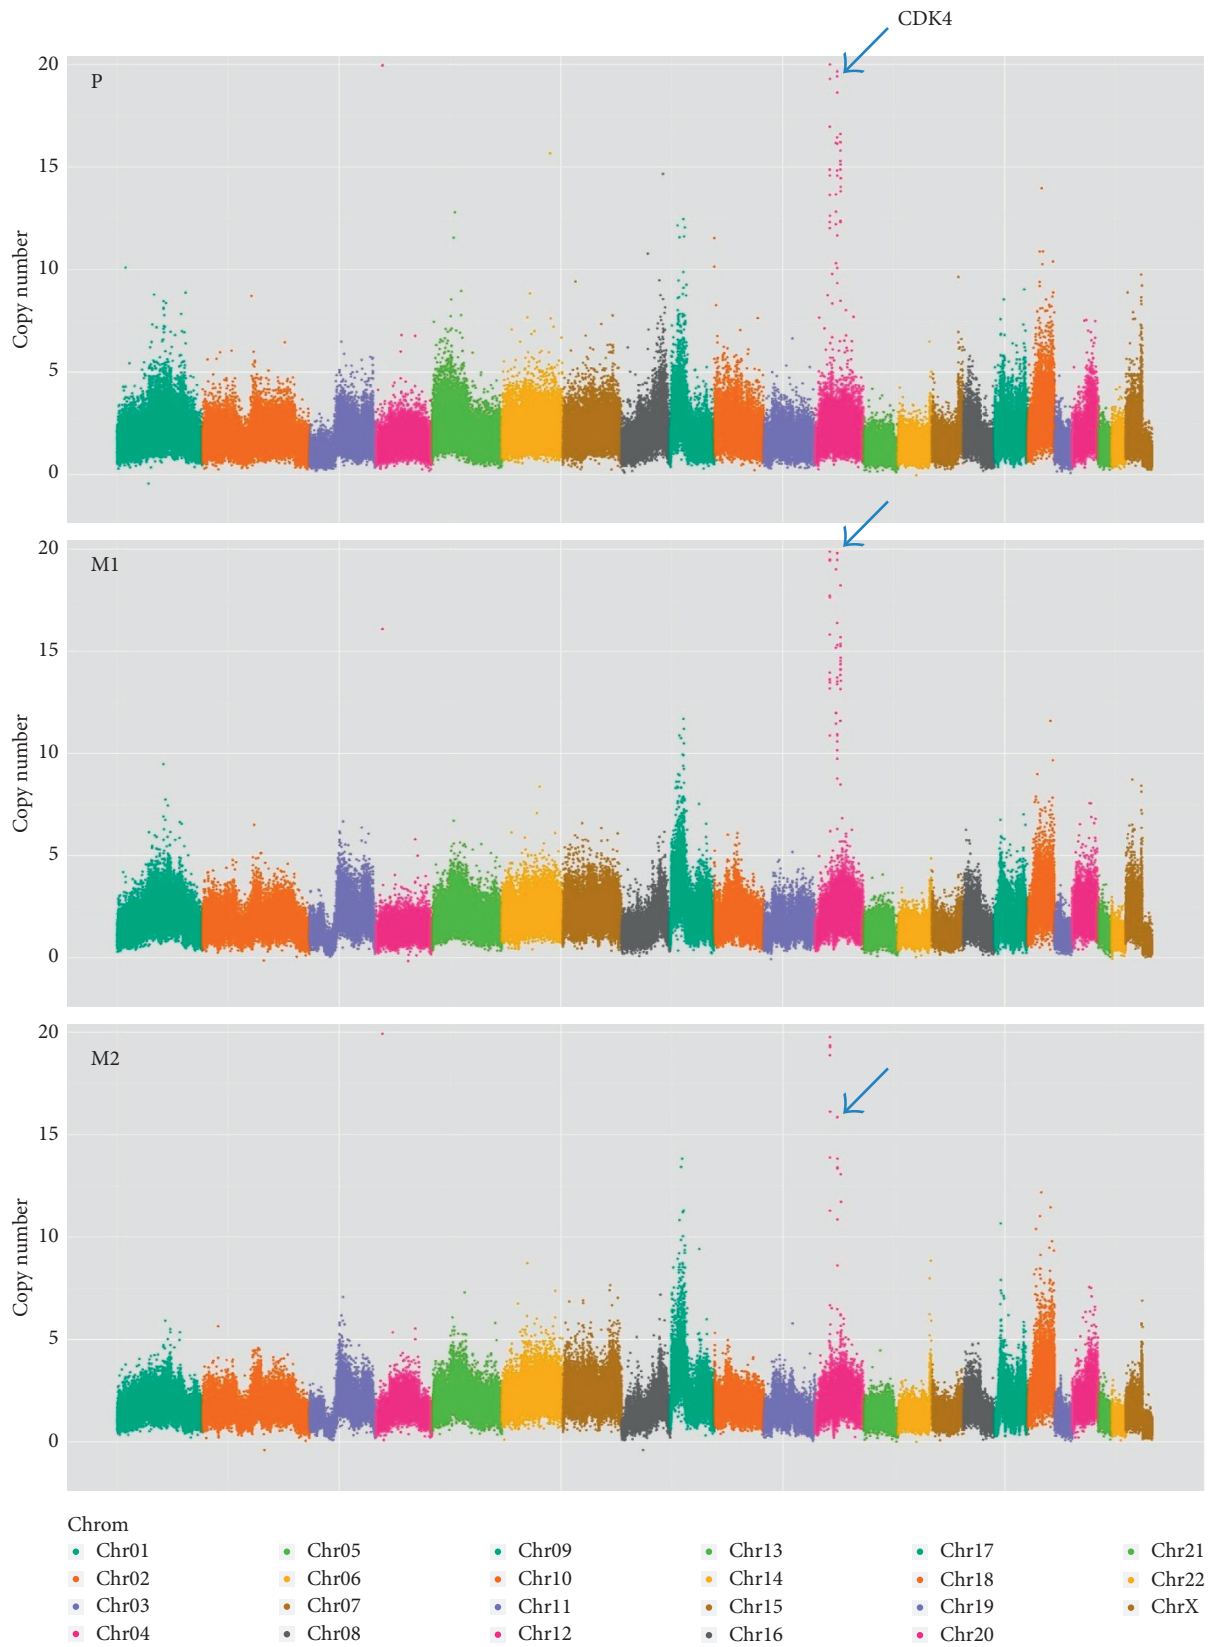 CDK4
P
20
15
10
5
0
Copy number
M1
20
15
10
5
0
Copy number
M2
20
15
10
5
0
Copy number
Chrom
Chr01 Chr05 Chr09 Chr13 Chr17 Chr21
Chr02 Chr06 Chr10 Chr14 Chr18 Chr22
Chr03 Chr07 Chr11 Chr15 Chr19 ChrX
Chr04 Chr08 Chr12 Chr16 Chr20